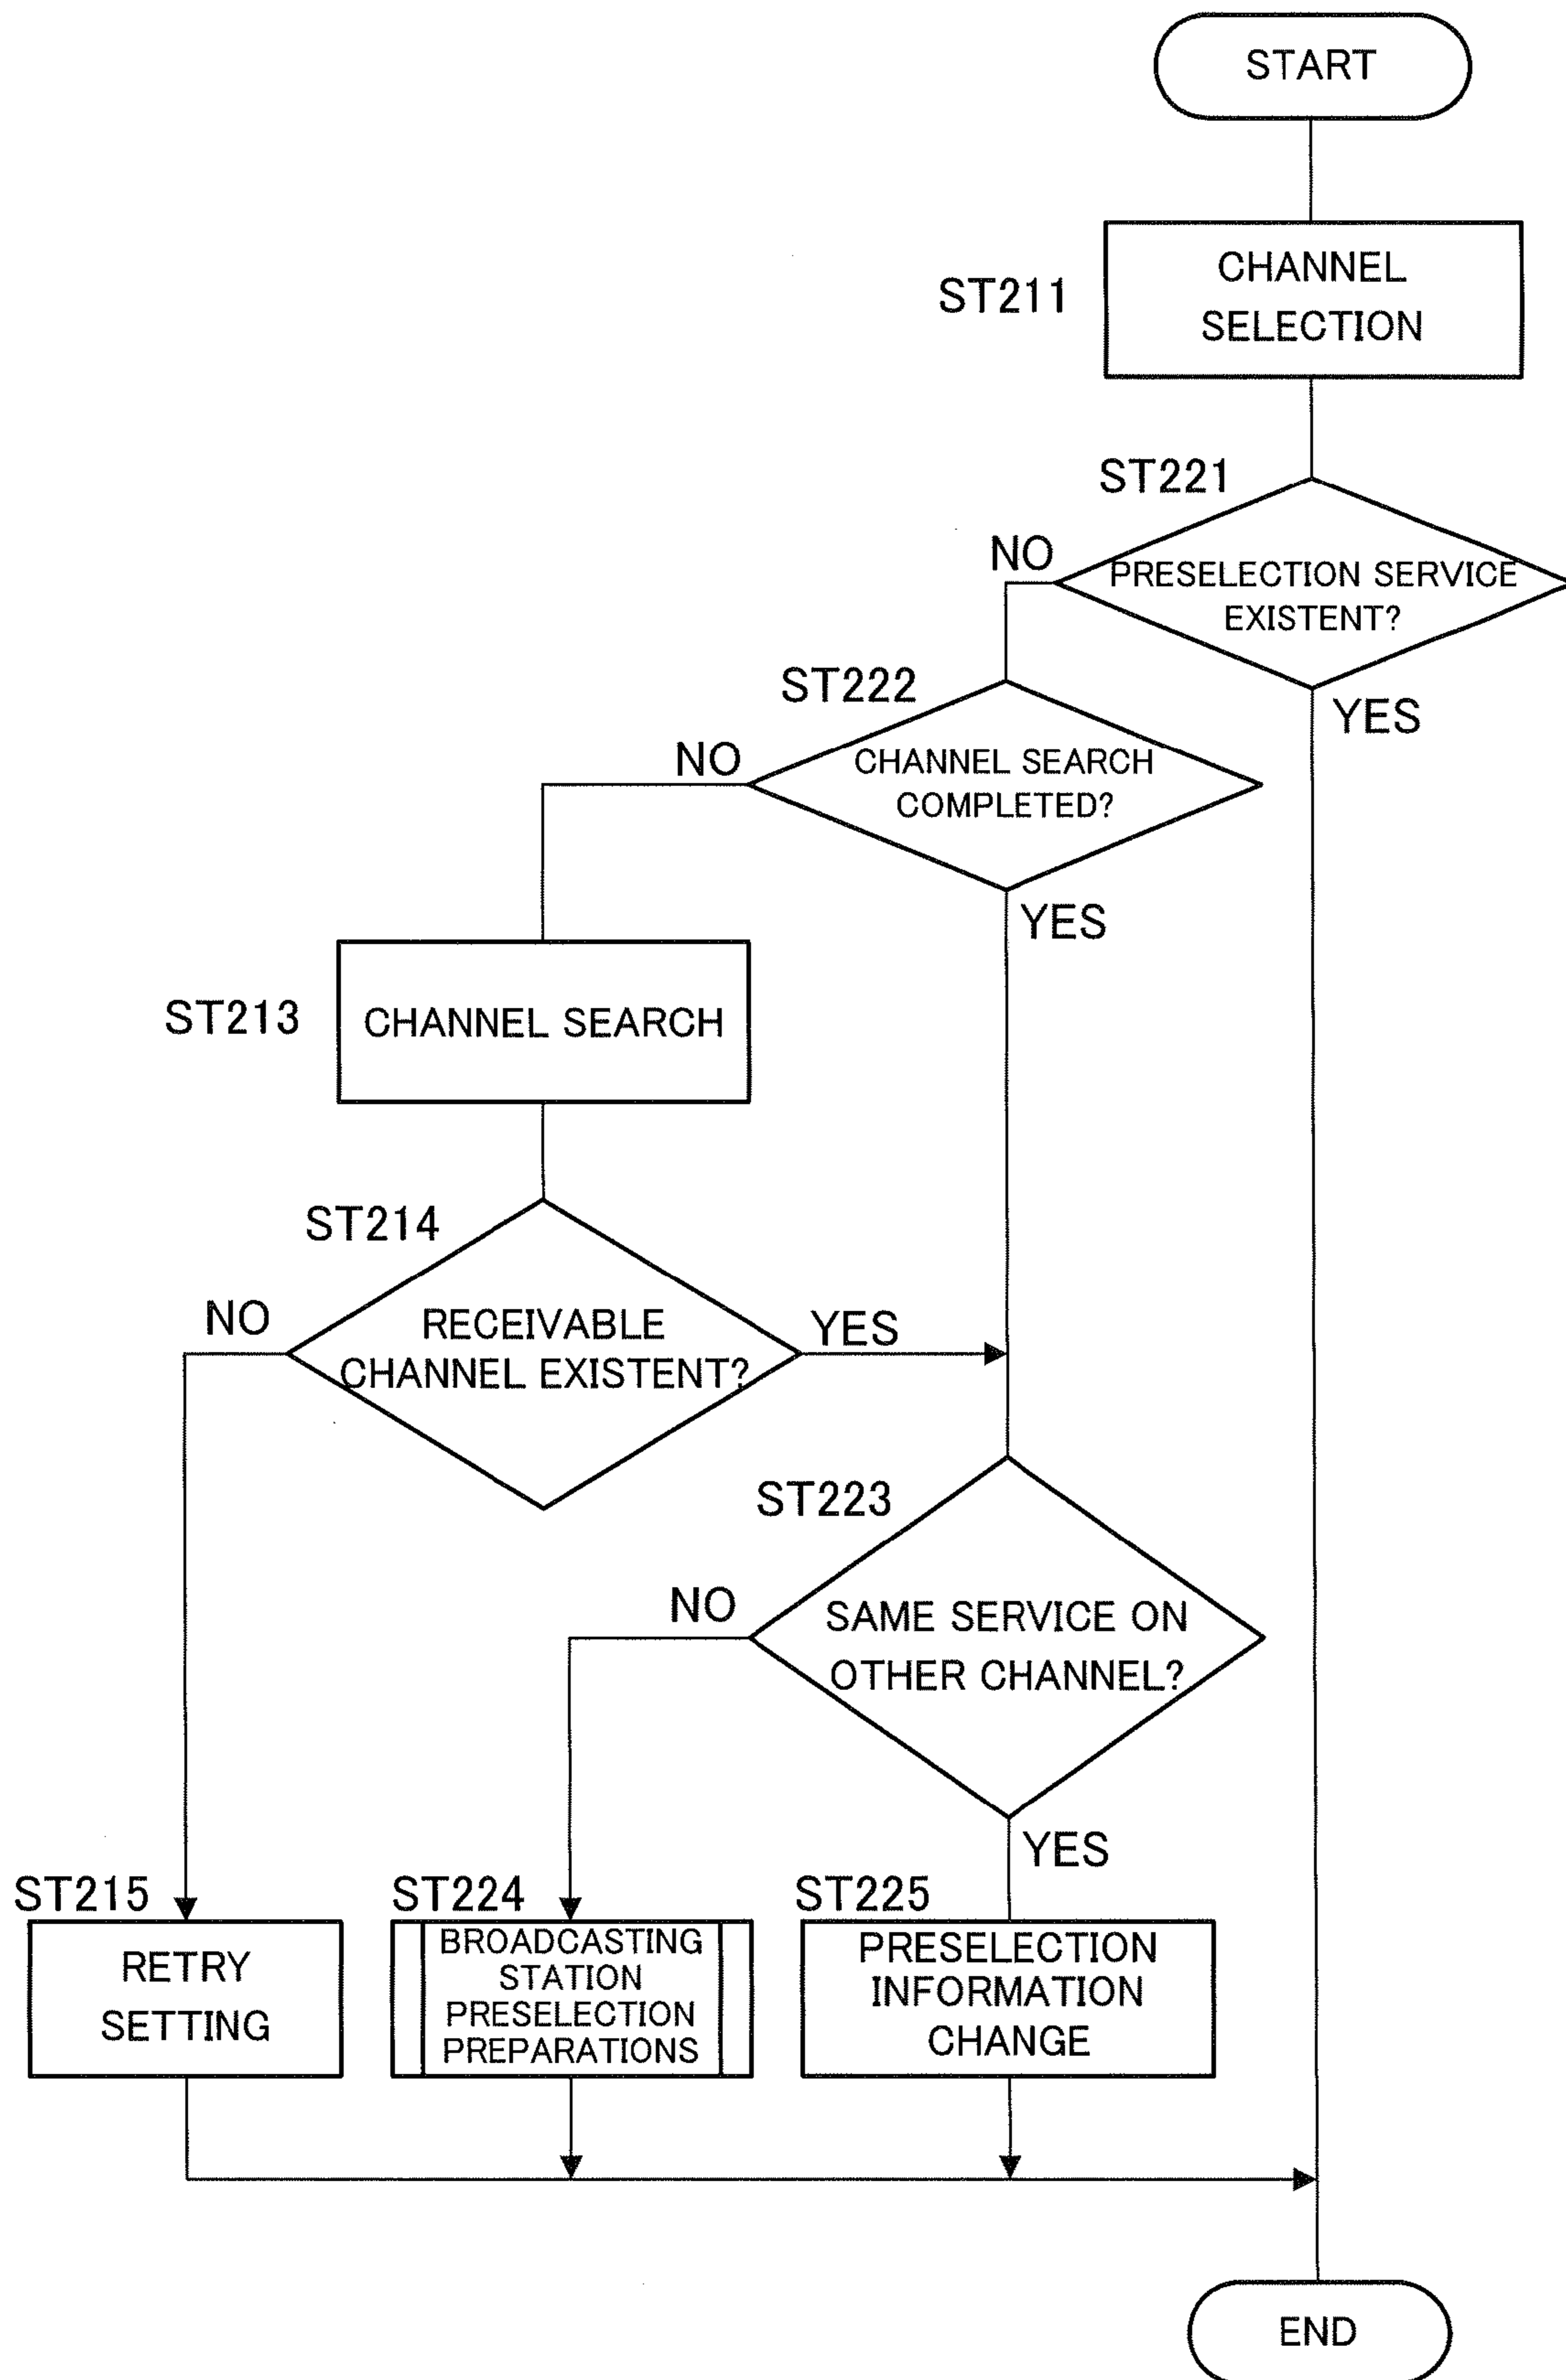 START
ST211
CHANNEL
SELECTION
ST221
NO
PRESELECTION SERVICE
EXISTENT?
YES
ST222
NO
CHANNEL SEARCH
COMPLETED?
YES
ST213
CHANNEL SEARCH
ST214
NO
RECEIVABLE
CHANNEL EXISTENT?
YES
ST223
NO
SAME SERVICE ON
OTHER CHANNEL?
YES
ST215
RETRY
SETTING
ST224
BROADCASTING
STATION
PRESELECTION
PREPARATIONS
ST225
PRESELECTION
INFORMATION
CHANGE
END